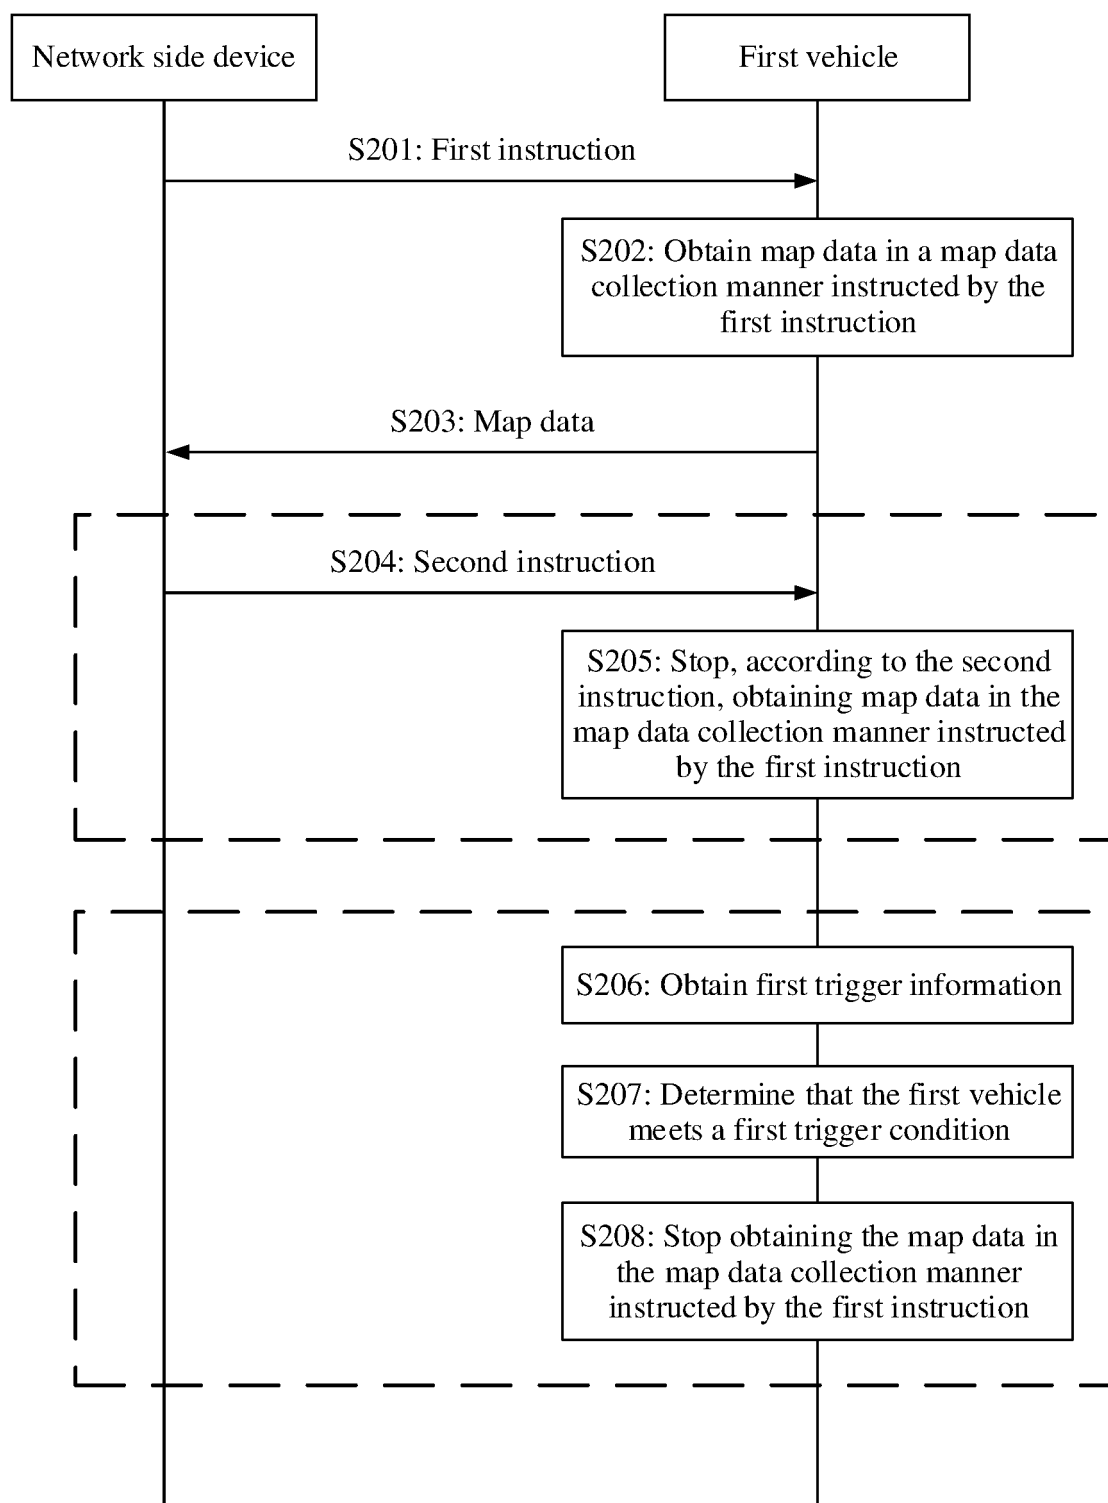 Network side device
First vehicle
S201: First instruction
S202: Obtain map data in a map data
collection manner instructed by the
first instruction
S203: Map data
S204: Second instruction
S205: Stop, according to the second
instruction, obtaining map data in the
map data collection manner instructed
by the first instruction
S206: Obtain first trigger information
S207: Determine that the first vehicle
meets a first trigger condition
S208: Stop obtaining the map data in
the map data collection manner
instructed by the first instruction